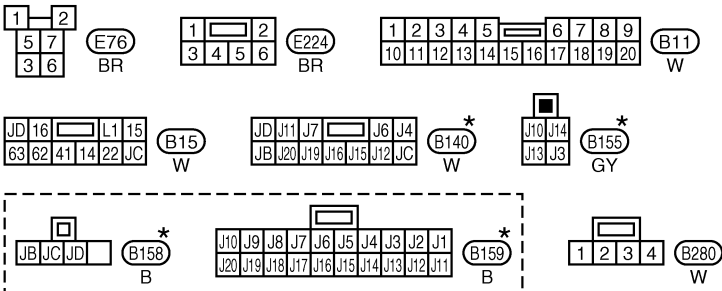 1 2
5 7
3 6
E76
BR
1 2
3 4 5 6
E224
BR
1 2 3 4 5 6 7 8 9
10 11 12 13 14 15 16 17 18 19 20
B11
W
JD 16 L1 15
63 62 41 14 22 JC
B15
W
JD J11 J7 J6 J4
JB J20 J19 J16 J15 J12 JC
*
B140
W
J10 J14
J13 J3
*
B155
GY
JB JC JD
*
B158
B
J10 J9 J8 J7 J6 J5 J4 J3 J2 J1
J20 J19 J18 J17 J16 J15 J14 J13 J12 J11
*
B159
B
1 2 3 4
B280
W